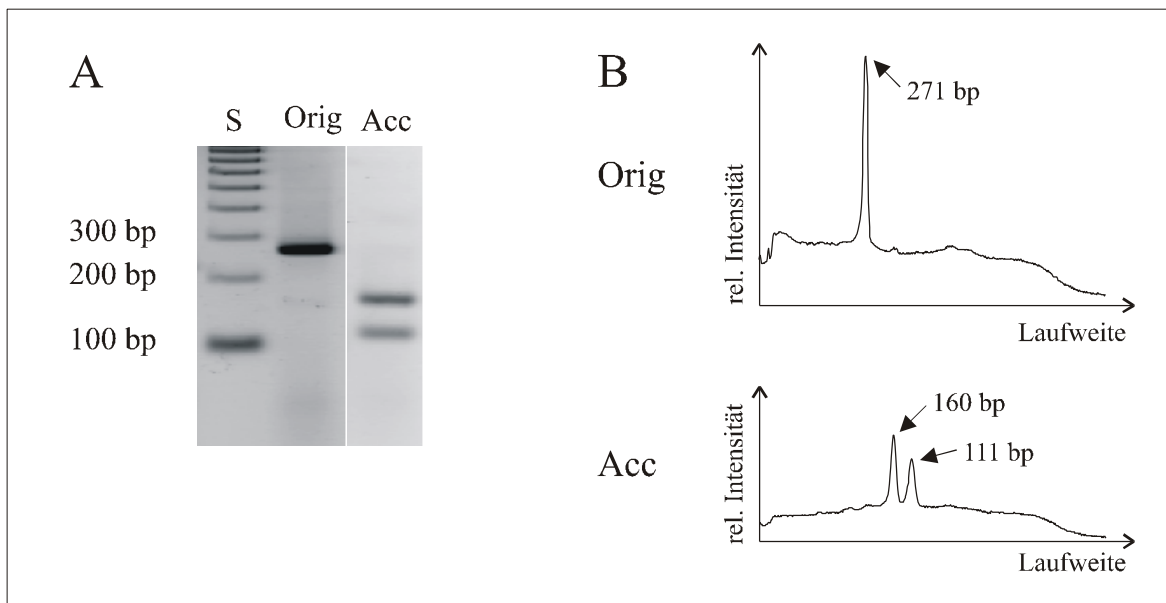 A
S
Orig
Acc
300 bp
200 bp
100 bp
B
Orig
rel. Intensität
271 bp
Laufweite
Acc
rel. Intensität
160 bp
111 bp
Laufweite